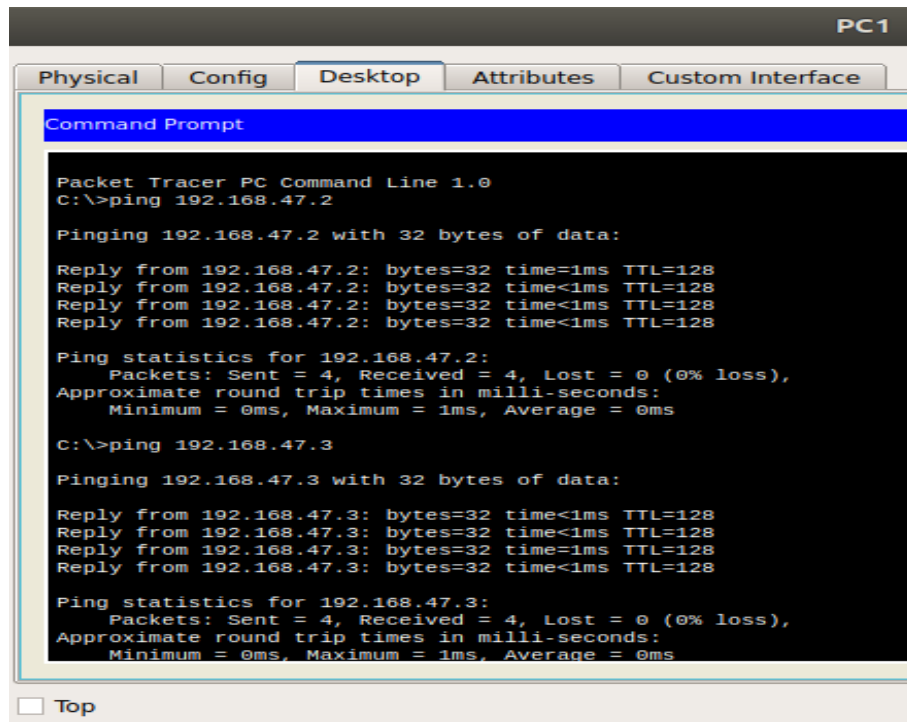 PC1
Physical Config Desktop Attributes Custom Interface
Command Prompt
Packet Tracer PC Command Line 1.0
C:\>ping 192.168.47.2
Pinging 192.168.47.2 with 32 bytes of data:
Reply from 192.168.47.2: bytes=32 time=1ms TTL=128
Reply from 192.168.47.2: bytes=32 time<1ms TTL=128
Reply from 192.168.47.2: bytes=32 time<1ms TTL=128
Reply from 192.168.47.2: bytes=32 time<1ms TTL=128
Ping statistics for 192.168.47.2:
Packets: Sent = 4, Received = 4, Lost = 0 (0% loss),
Approximate round trip times in milli-seconds:
Minimum = 0ms, Maximum = 1ms, Average = 0ms
C:\>ping 192.168.47.3
Pinging 192.168.47.3 with 32 bytes of data:
Reply from 192.168.47.3: bytes=32 time<1ms TTL=128
Reply from 192.168.47.3: bytes=32 time<1ms TTL=128
Reply from 192.168.47.3: bytes=32 time=1ms TTL=128
Reply from 192.168.47.3: bytes=32 time<1ms TTL=128
Ping statistics for 192.168.47.3:
Packets: Sent = 4, Received = 4, Lost = 0 (0% loss),
Approximate round trip times in milli-seconds:
Minimum = 0ms, Maximum = 1ms, Average = 0ms
Top